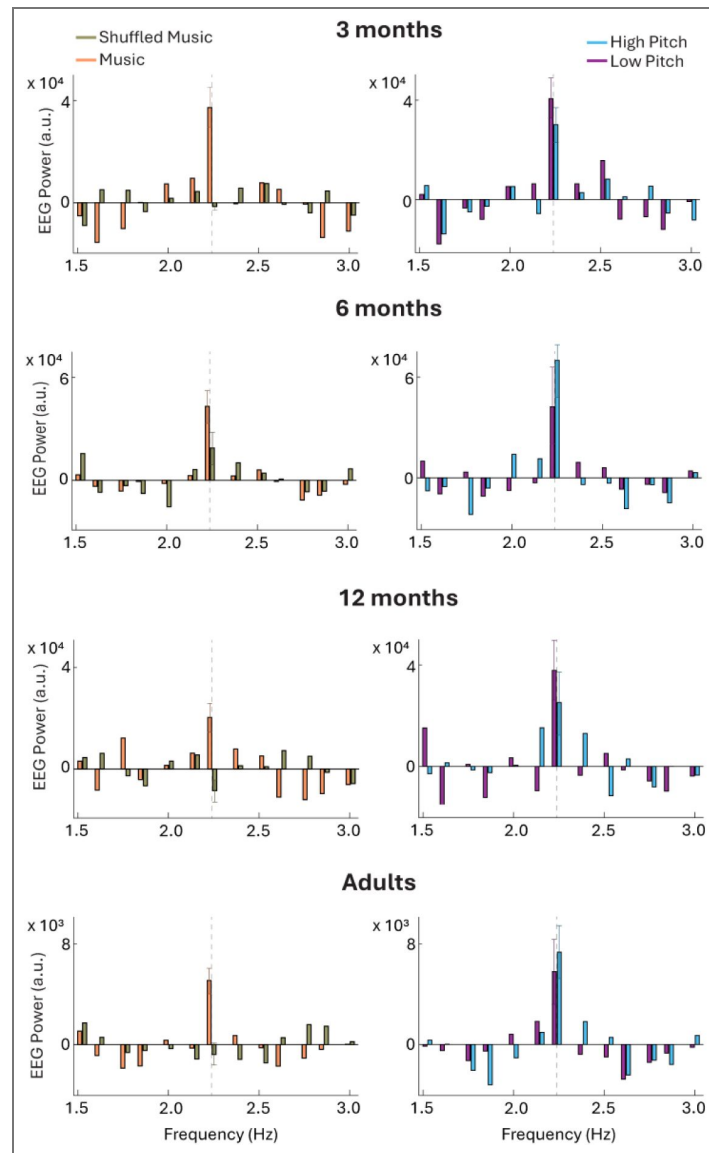 3 months
Shuffled Music
Music
High Pitch
Low Pitch
x 10⁴
4
0
EEG Power (a.u.)
1.5 2.0 2.5 3.0
x 10⁴
4
0
1.5 2.0 2.5 3.0
6 months
x 10⁴
6
0
EEG Power (a.u.)
1.5 2.0 2.5 3.0
x 10⁴
6
0
1.5 2.0 2.5 3.0
12 months
x 10⁴
4
0
EEG Power (a.u.)
1.5 2.0 2.5 3.0
x 10⁴
4
0
1.5 2.0 2.5 3.0
Adults
x 10³
8
0
EEG Power (a.u.)
1.5 2.0 2.5 3.0
Frequency (Hz)
x 10³
8
0
1.5 2.0 2.5 3.0
Frequency (Hz)